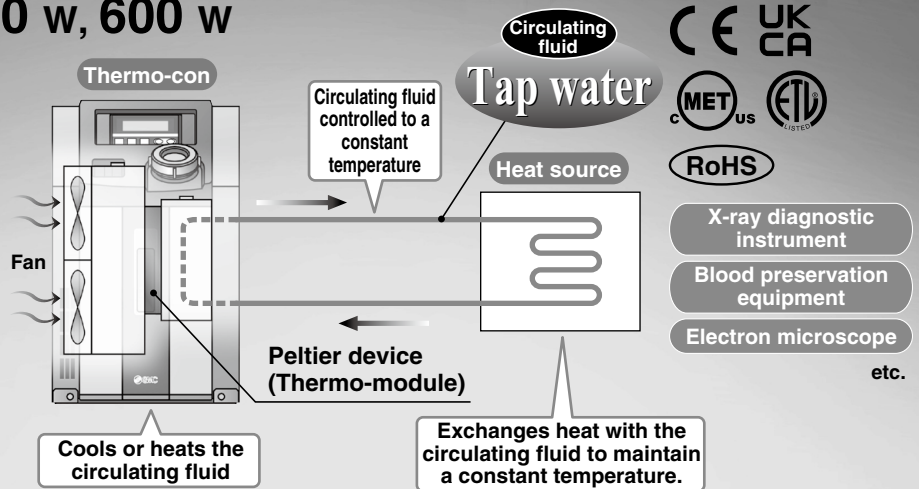 0 W, 600 W
Thermo-con
Circulating fluid
controlled to a
constant
temperature
Circulating
fluid
Tap water
CE
UK
CA
c MET us
ETL
LISTED
RoHS
Heat source
X-ray diagnostic
instrument
Blood preservation
equipment
Electron microscope
etc.
Fan
SMC
Peltier device
(Thermo-module)
Cools or heats the
circulating fluid
Exchanges heat with the
circulating fluid to maintain
a constant temperature.